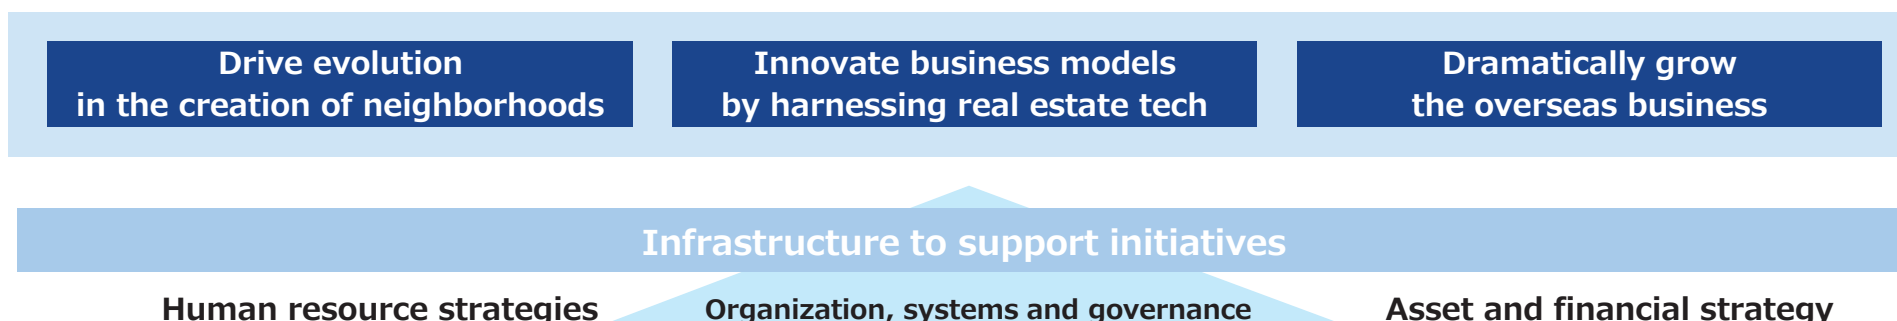 Drive evolution
in the creation of neighborhoods
Innovate business models
by harnessing real estate tech
Dramatically grow
the overseas business
Infrastructure to support initiatives
Human resource strategies
Organization, systems and governance
Asset and financial strategy